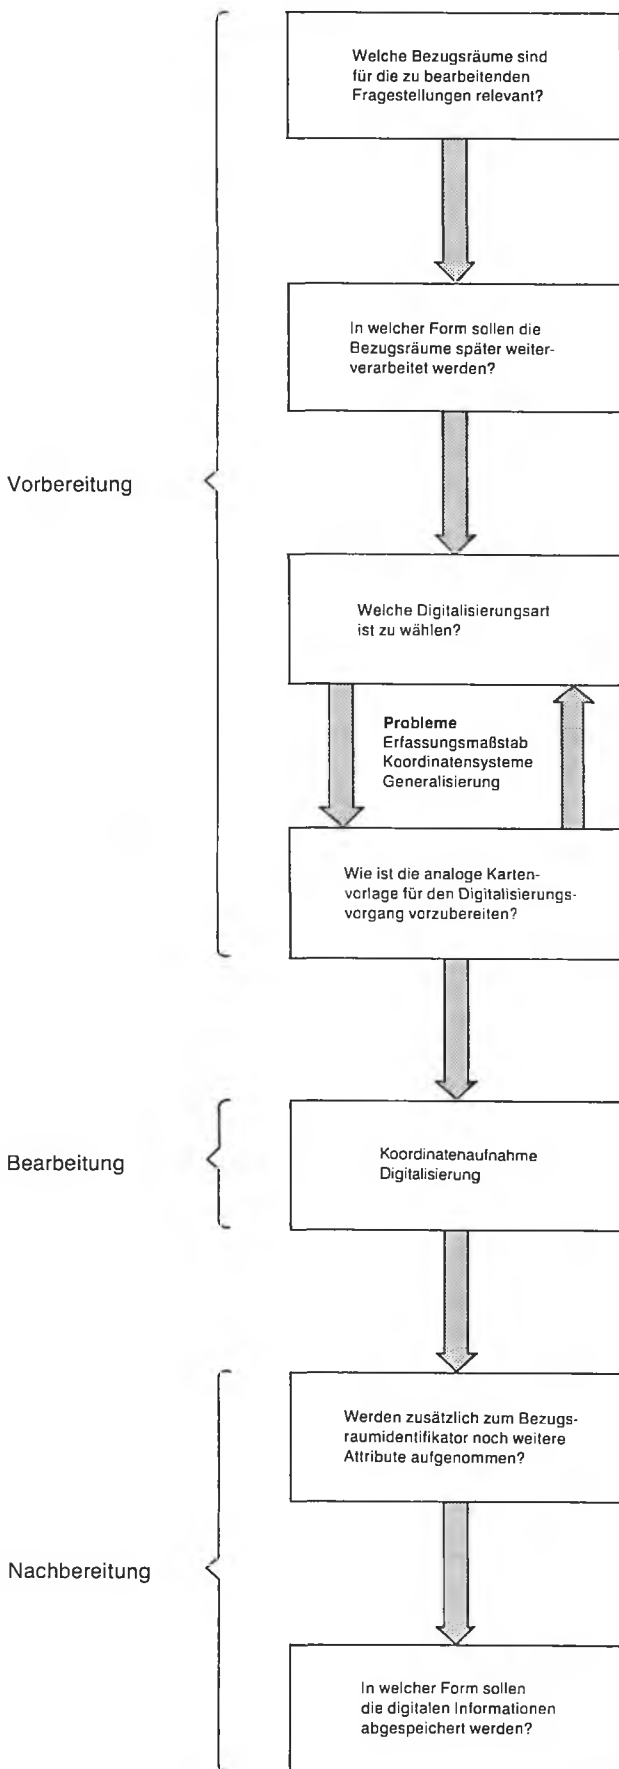 Welche Bezugsräume sind
für die zu bearbeitenden
Fragestellungen relevant?
In welcher Form sollen die
Bezugsräume später weiter-
verarbeitet werden?
Vorbereitung
Welche Digitalisierungsart
ist zu wählen?
Probleme
Erfassungsmaßstab
Koordinatensysteme
Generalisierung
Wie ist die analoge Karten-
vorlage für den Digitalisierungs-
vorgang vorzubereiten?
Bearbeitung
Koordinatenaufnahme
Digitalisierung
Werden zusätzlich zum Bezugs-
raumidentifikator noch weitere
Attribute aufgenommen?
Nachbereitung
In welcher Form sollen
die digitalen Informationen
abgespeichert werden?